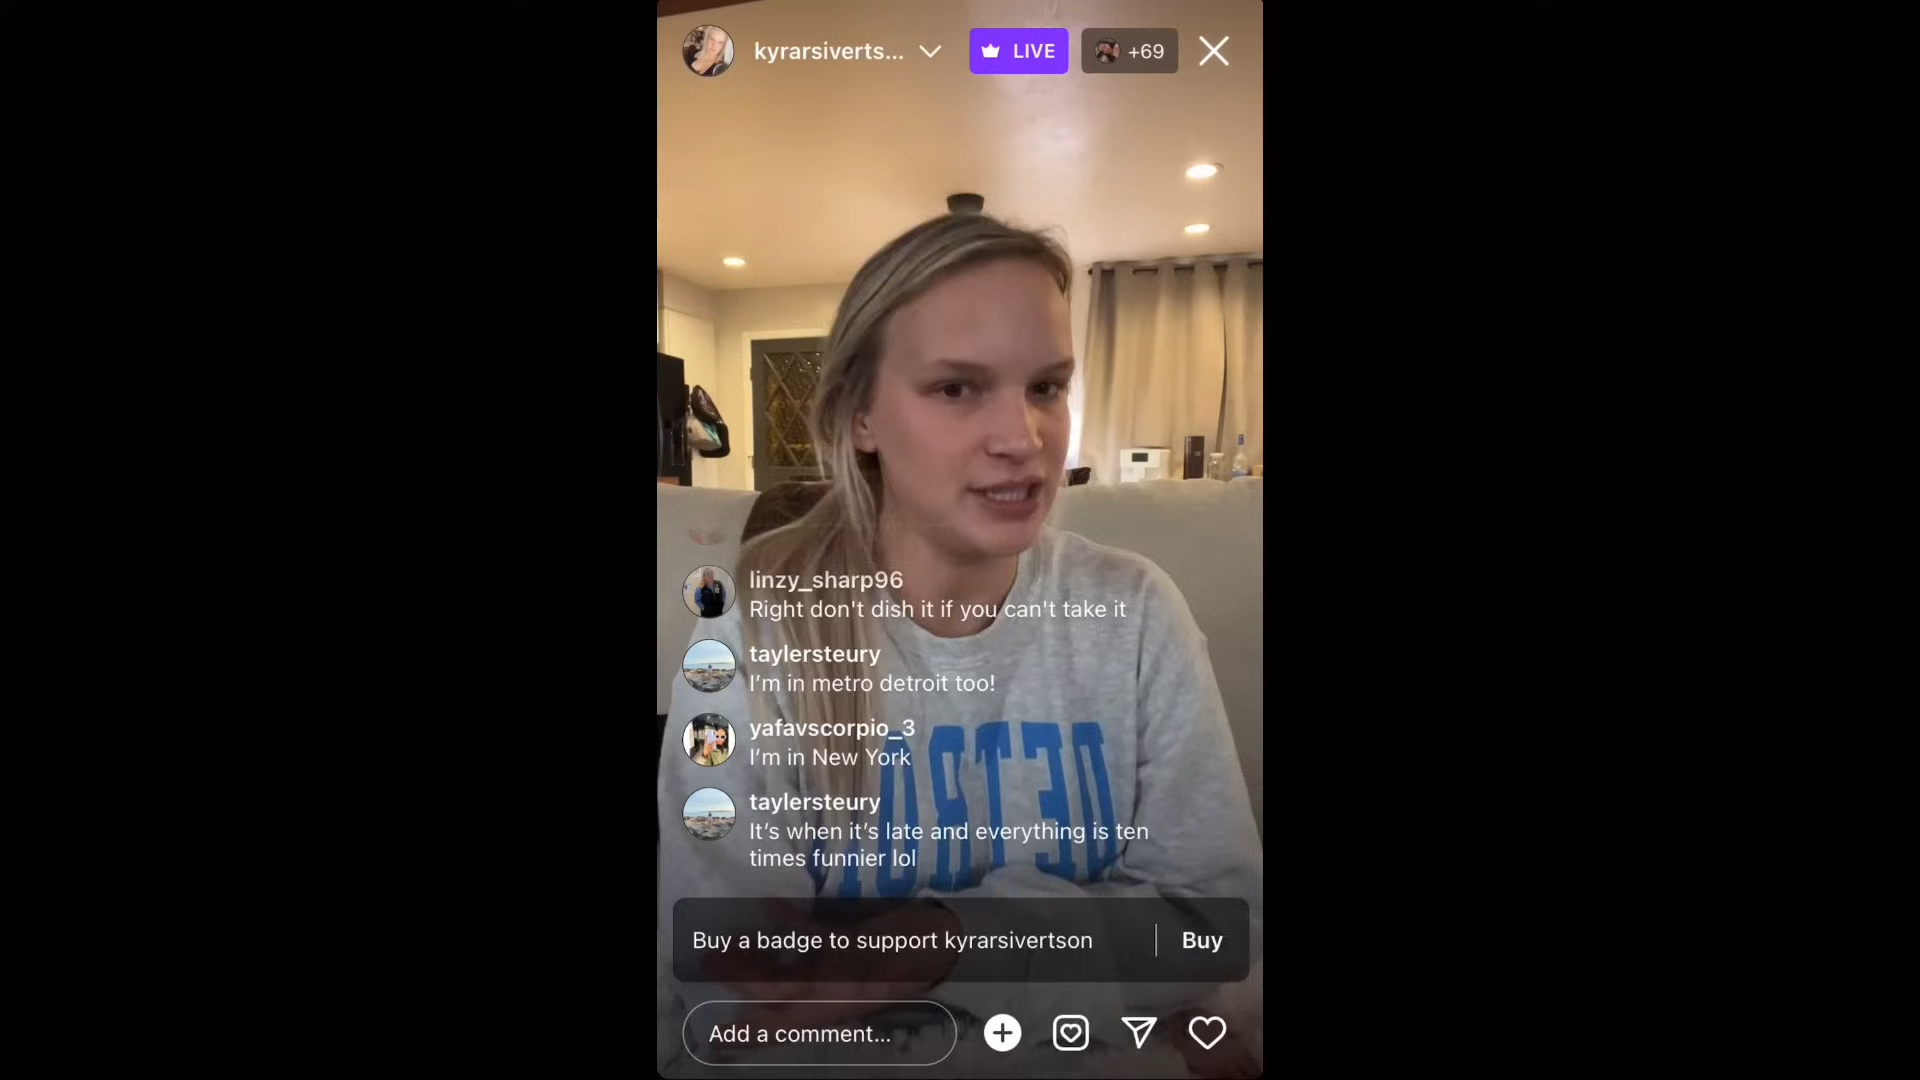 kyrarsiverts...
LIVE
+69
linzy_sharp96
Right don't dish it if you can't take it
taylersteury
I'm in metro detroit too!
yafavscorpio_3
I'm in New York
taylersteury
It's when it's late and everything is ten
times funnier lol
DETROI
Buy a badge to support kyrarsivertson
Buy
Add a comment...